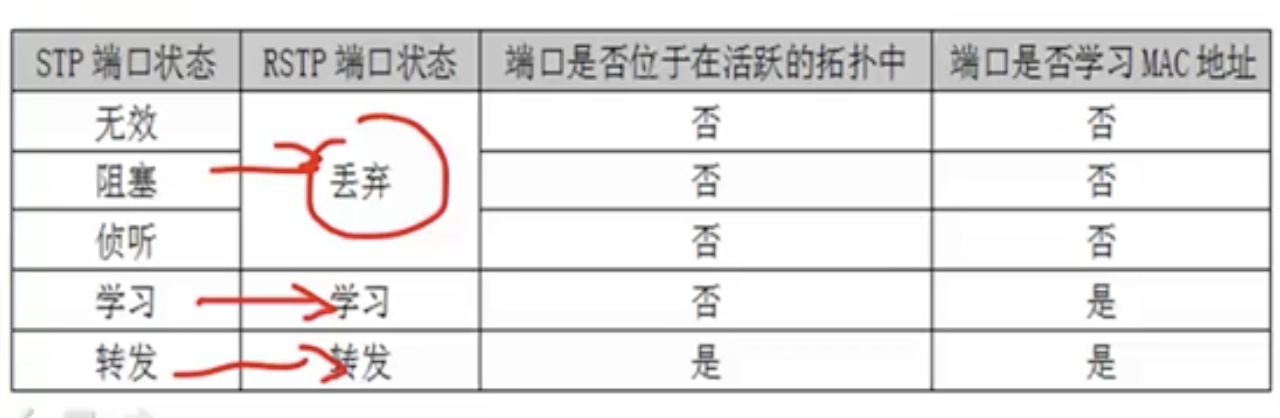 STP 端口状态 RSTP 端口状态 端口是否位于在活跃的拓扑中 端口是否学习 MAC 地址
无效 否 否
阻塞 丢弃 否 否
侦听 否 否
学习 学习 否 是
转发 转发 是 是